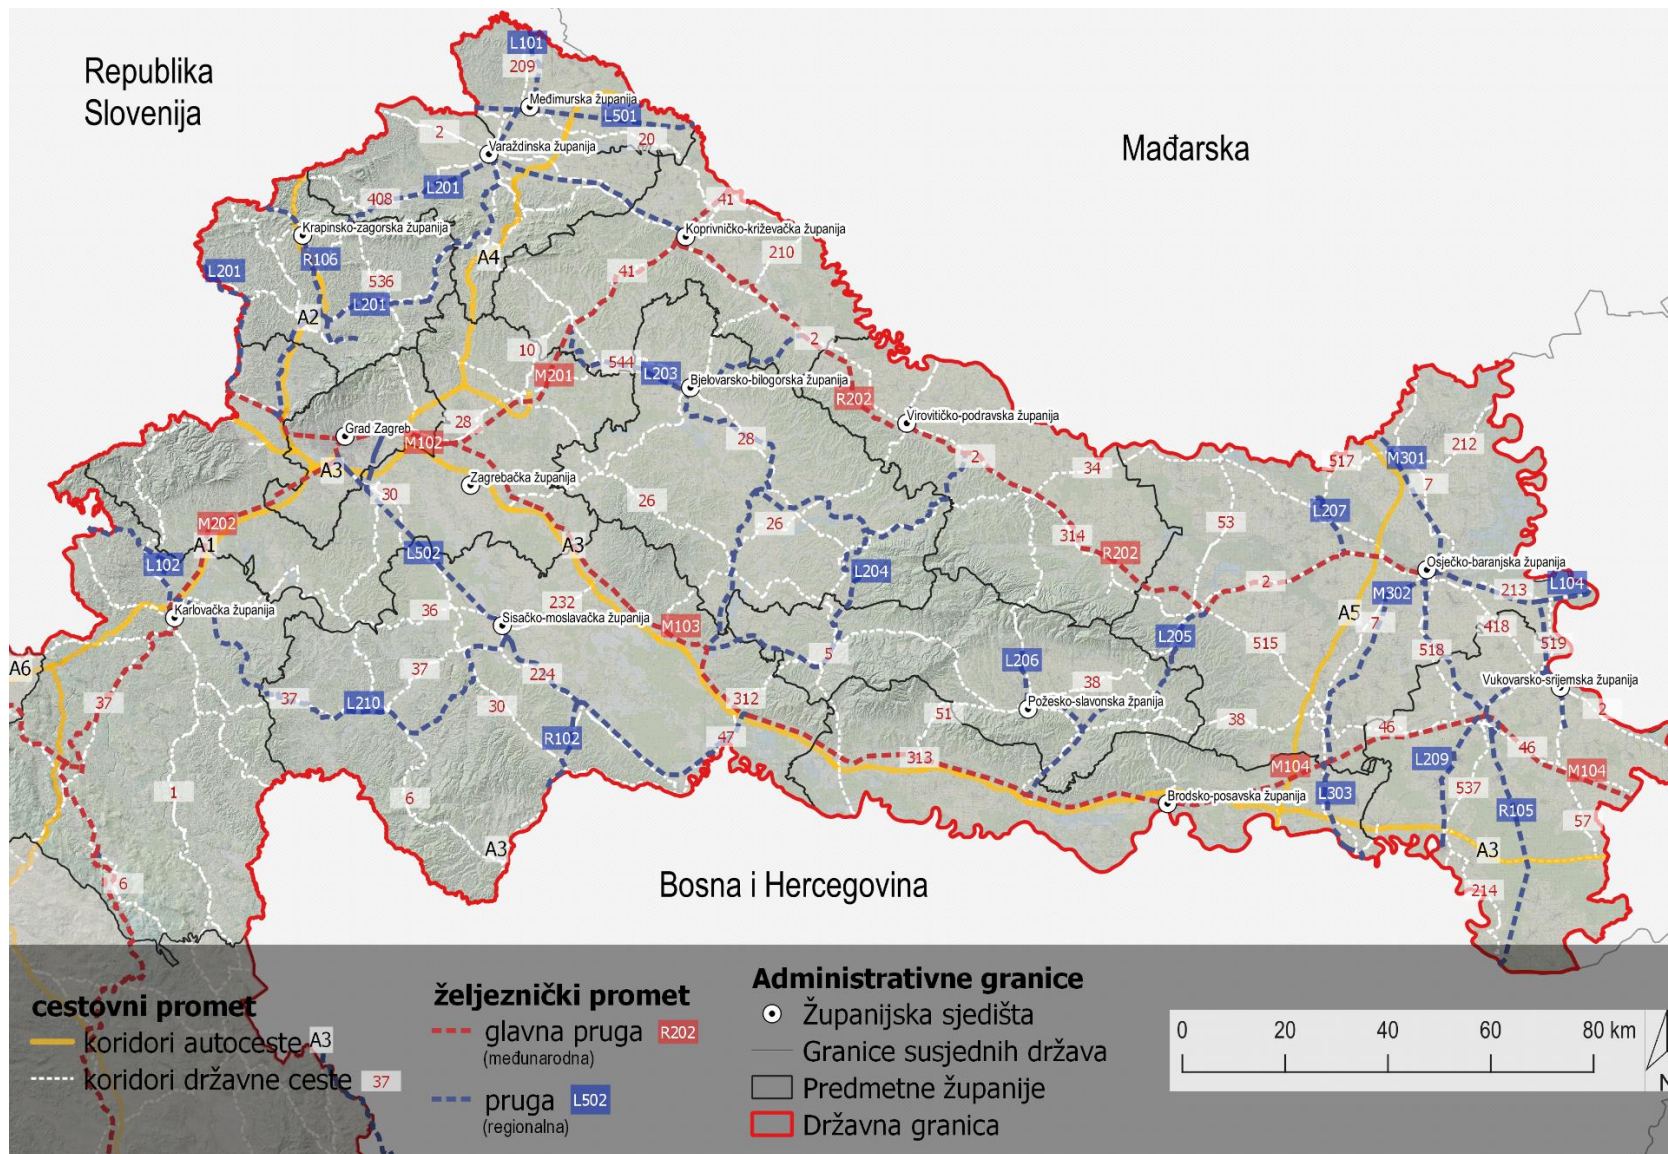 Republika
Slovenija
Mađarska
Bosna i Hercegovina
L101
209
Međimurska županija
L501
2
20
Varaždinska županija
L201
408
41
Krapinsko-zagorska županija
Koprivničko-križevačka županija
R106
A4
210
L201
536
41
L201
A2
2
10
544
M201
L203
Bjelovarsko-bilogorska županija
R202
Virovitičko-podravska županija
28
Grad Zagreb
M102
28
M301
212
A3
2
34
517
7
Zagrebačka županija
30
26
L207
M202
26
53
A1
A3
314
L502
R202
L102
L204
Osječko-baranjska županija
2
L104
M302
213
Karlovačka županija
36
232
Sisačko-moslavačka županija
M103
A5
7
418
L205
515
518
519
A6
37
5
L206
37
224
38
Vukovarsko-srijemska županija
37
L210
30
312
51
Požesko-slavonska žpanija
38
2
R102
47
46
46
313
M104
L209
M104
1
6
Brodsko-posavska županija
L303
537
R105
57
A3
A3
6
214
cestovni promet
koridori autoceste A3
koridori državne ceste 37
željeznički promet
glavna pruga R202
(međunarodna)
pruga L502
(regionalna)
Administrativne granice
Županijska sjedišta
Granice susjednih država
Predmetne županije
Državna granica
0 20 40 60 80 km
N